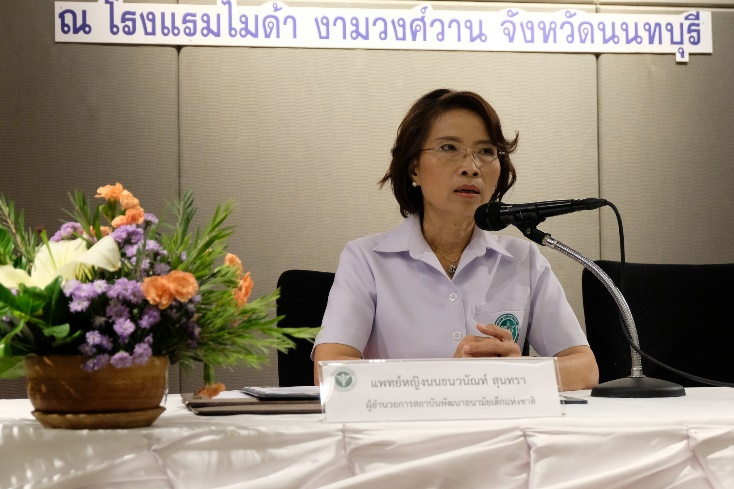 ณ โรงแรมไมด้า งามวงศ์วาน จังหวัดนนทบุรี
แพทย์หญิงนนธนวนัณท์ สุนทรา
ผู้อำนวยการสถาบันพัฒนาอนามัยเด็กแห่งชาติ